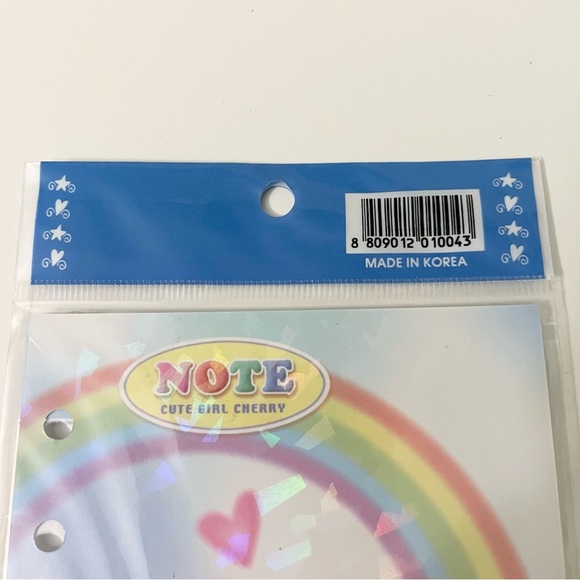 8 809012 010043
MADE IN KOREA
NOTE
CUTE GIRL CHERRY